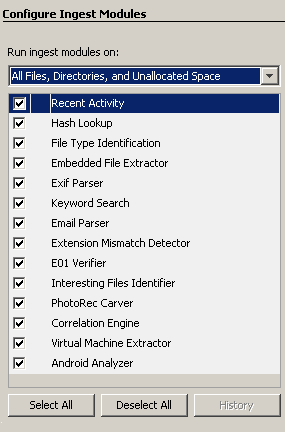 Configure Ingest Modules
Run ingest modules on:
All Files, Directories, and Unallocated Space
Recent Activity
Hash Lookup
File Type Identification
Embedded File Extractor
Exif Parser
Keyword Search
Email Parser
Extension Mismatch Detector
E01 Verifier
Interesting Files Identifier
PhotoRec Carver
Correlation Engine
Virtual Machine Extractor
Android Analyzer
Select All
Deselect All
History